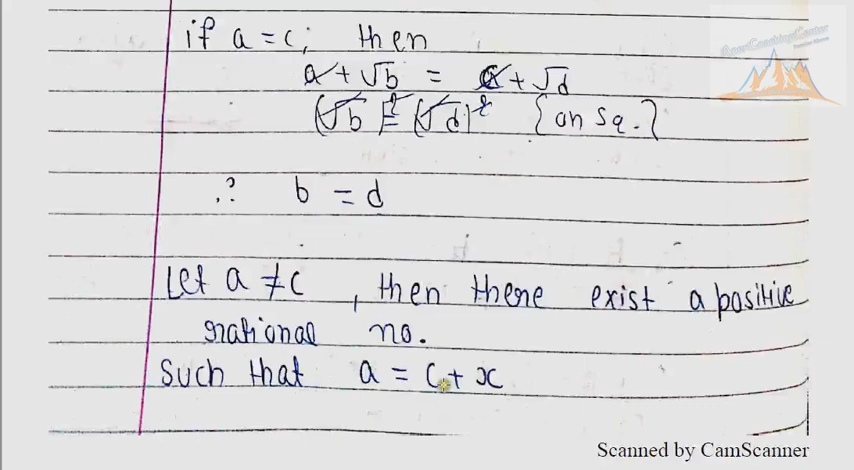 if a = c, then
a + √b = c + √d
(√b)² = (√d)² {on sq.}
∴ b = d
Let a ≠ c, then there exist a positive
rational no.
Such that a = c + x
Scanned by CamScanner